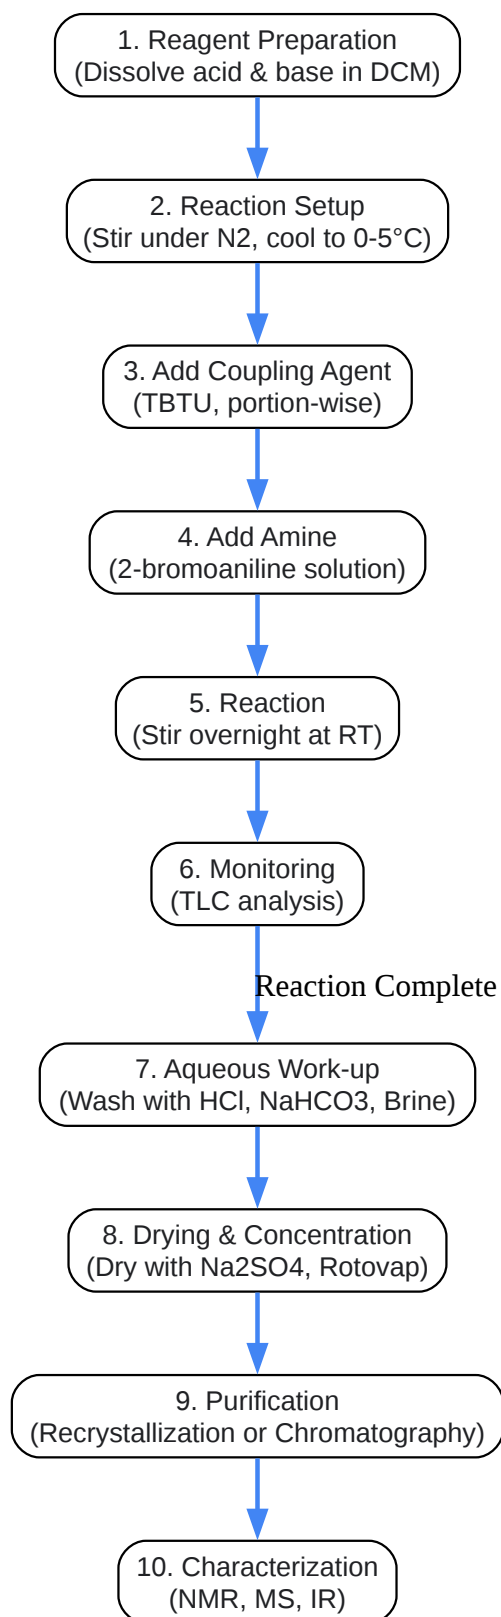 1. Reagent Preparation
(Dissolve acid & base in DCM)
2. Reaction Setup
(Stir under N2, cool to 0-5°C)
3. Add Coupling Agent
(TBTU, portion-wise)
4. Add Amine
(2-bromoaniline solution)
5. Reaction
(Stir overnight at RT)
6. Monitoring
(TLC analysis)
Reaction Complete
7. Aqueous Work-up
(Wash with HCl, NaHCO3, Brine)
8. Drying & Concentration
(Dry with Na2SO4, Rotovap)
9. Purification
(Recrystallization or Chromatography)
10. Characterization
(NMR, MS, IR)